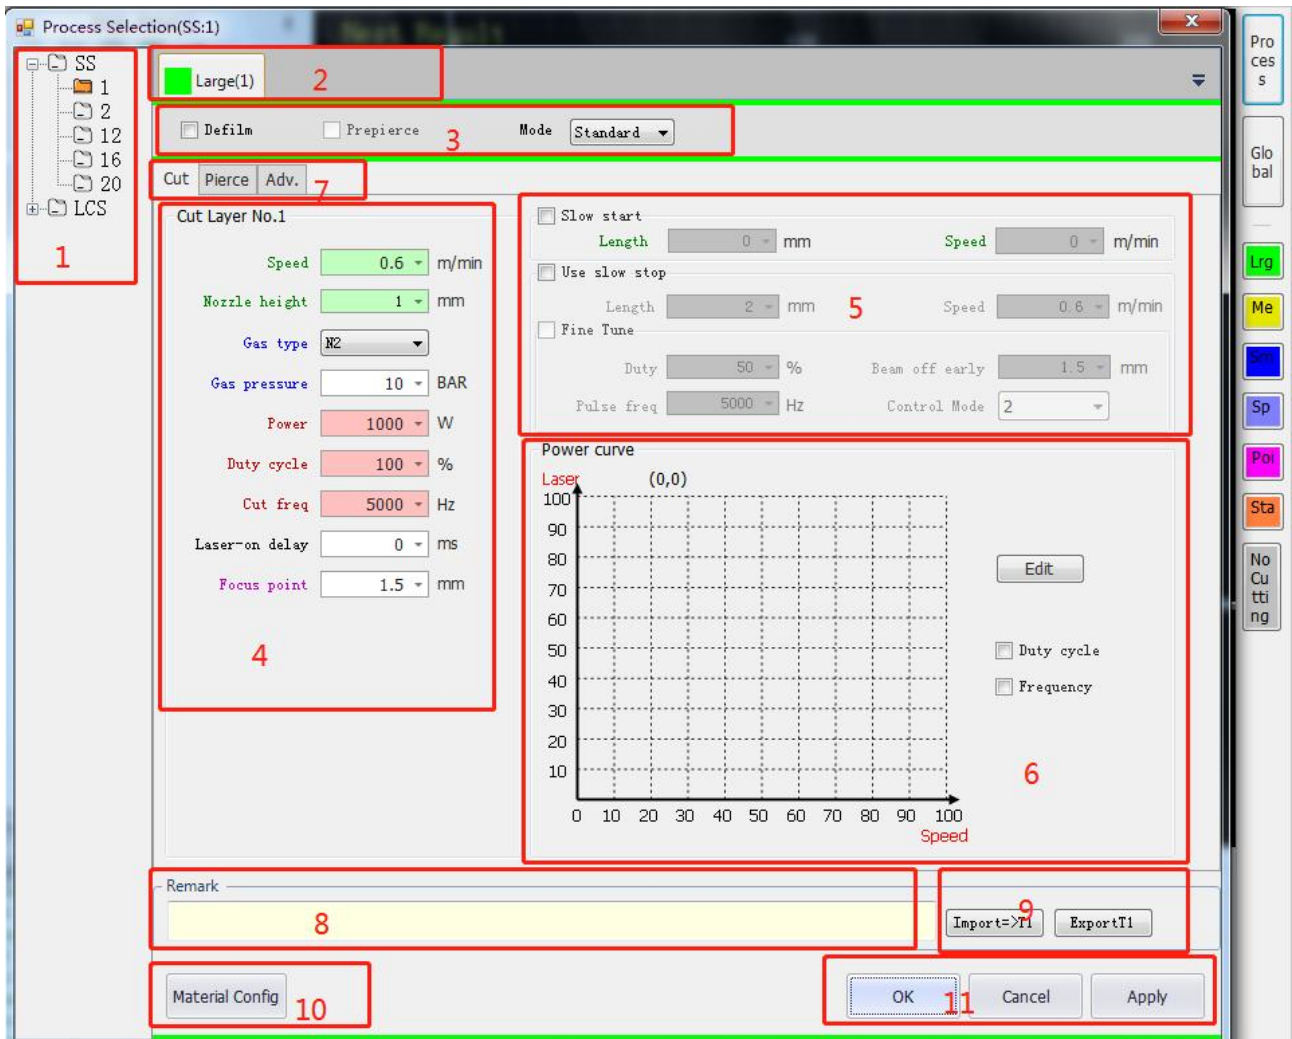 Process Selection(SS:1)
Nest Result
x
SS
1
2
12
16
20
LCS
1
Large(1)
2
Defilm
Prepierce
3
Mode
Standard
Cut
Pierce
Adv.
7
Cut Layer No.1
Speed 0.6 m/min
Nozzle height 1 mm
Gas type N2
Gas pressure 10 BAR
Power 1000 W
Duty cycle 100 %
Cut freq 5000 Hz
Laser-on delay 0 ms
Focus point 1.5 mm
4
Slow start
Length 0 mm Speed 0 m/min
Use slow stop
Length 2 mm 5 Speed 0.6 m/min
Fine Tune
Duty 50 % Beam off early 1.5 mm
Pulse freq 5000 Hz Control Mode 2
Power curve
Laser (0,0)
100
90
80
70
60
50
40
30
20
10
0 10 20 30 40 50 60 70 80 90 100
Speed
Edit
Duty cycle
Frequency
6
Remark
8
9
Import=>T1 ExportT1
Material Config
10
OK 11 Cancel Apply
Pro
ces
s
Glo
bal
Lrg
Me
Sm
Sp
Poi
Sta
No
Cu
tti
ng